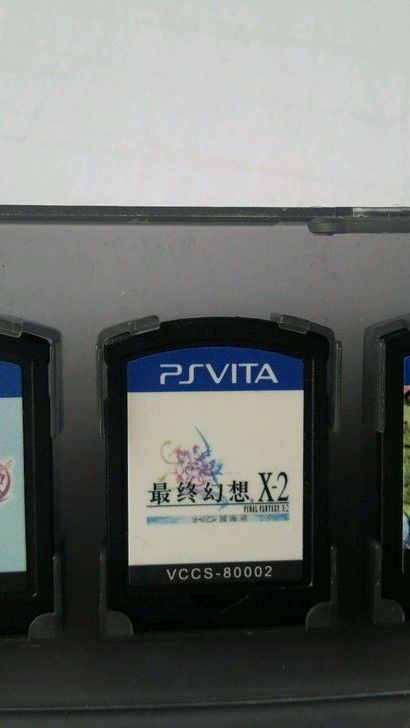 PSVITA
最终幻想 X-2
FINAL FANTASY X-2
VCCS-80002